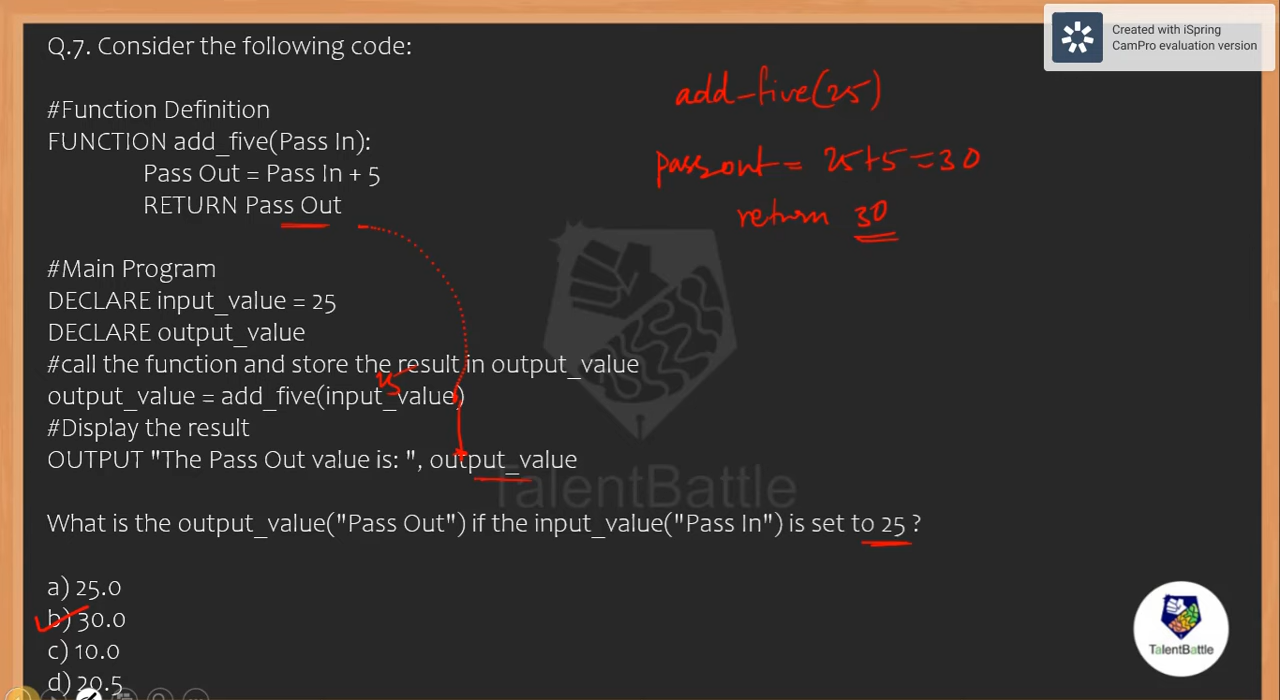 Created with iSpring
CamPro evaluation version
Q.7. Consider the following code:
add_five(25)
#Function Definition
FUNCTION add_five(Pass In):
Pass Out = Pass In + 5
RETURN Pass Out
pass out = 25+5=30
return 30
#Main Program
DECLARE input_value = 25
DECLARE output_value
#call the function and store the result in output_value
25
output_value = add_five(input_value)
#Display the result
OUTPUT "The Pass Out value is: ", output_value
TalentBattle
What is the output_value("Pass Out") if the input_value("Pass In") is set to 25 ?
a) 25.0
b) 30.0
c) 10.0
d) 20.5
TalentBattle